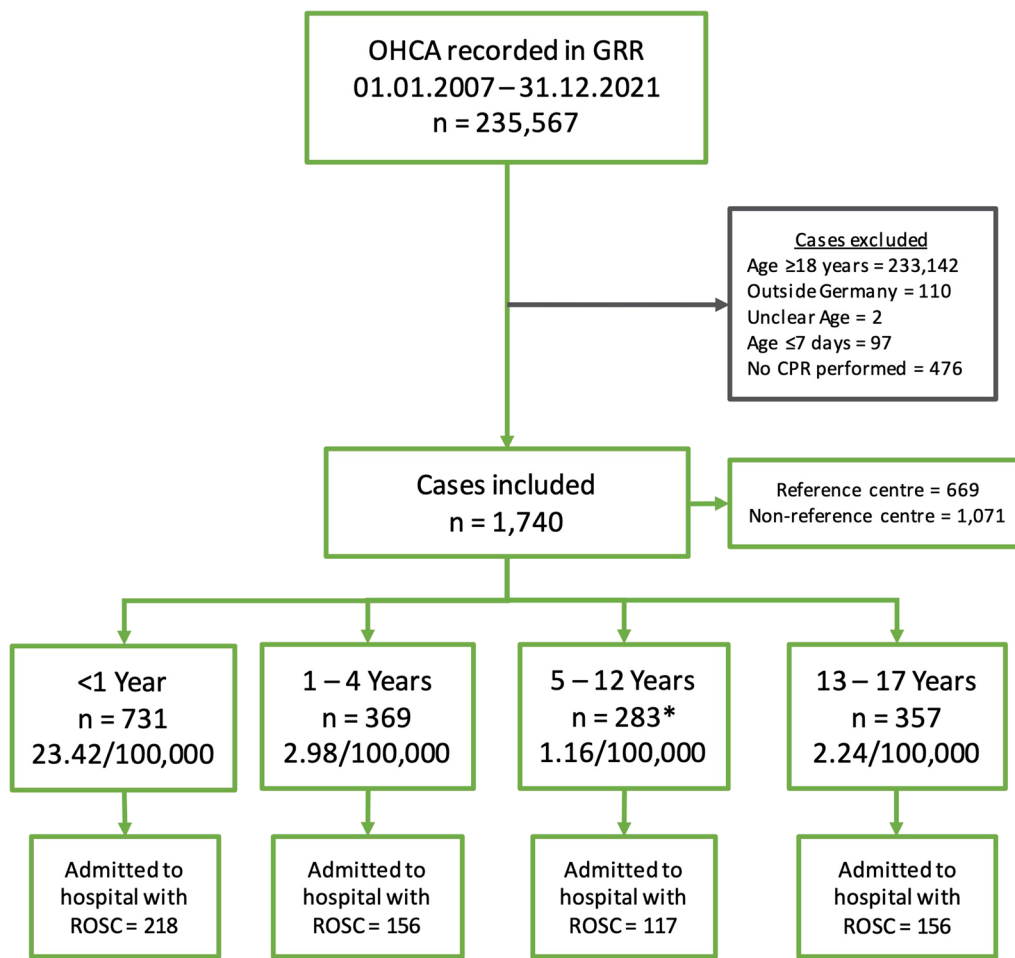 OHCA recorded in GRR
01.01.2007 – 31.12.2021
n = 235,567
Cases excluded
Age ≥18 years = 233,142
Outside Germany = 110
Unclear Age = 2
Age ≤7 days = 97
No CPR performed = 476
Cases included
n = 1,740
Reference centre = 669
Non-reference centre = 1,071
<1 Year
n = 731
23.42/100,000
1 – 4 Years
n = 369
2.98/100,000
5 – 12 Years
n = 283*
1.16/100,000
13 – 17 Years
n = 357
2.24/100,000
Admitted to
hospital with
ROSC = 218
Admitted to
hospital with
ROSC = 156
Admitted to
hospital with
ROSC = 117
Admitted to
hospital with
ROSC = 156